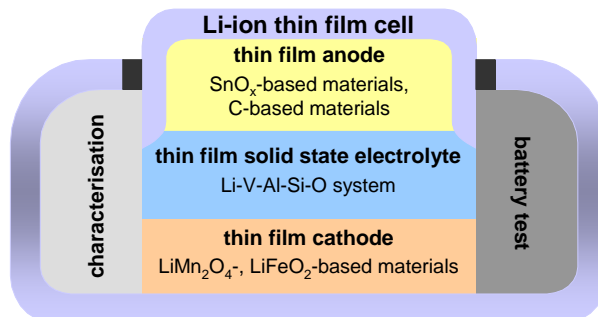 Li-ion thin film cell
thin film anode
SnOₓ-based materials,
C-based materials
characterisation
thin film solid state electrolyte
Li-V-Al-Si-O system
battery test
thin film cathode
LiMn₂O₄-, LiFeO₂-based materials